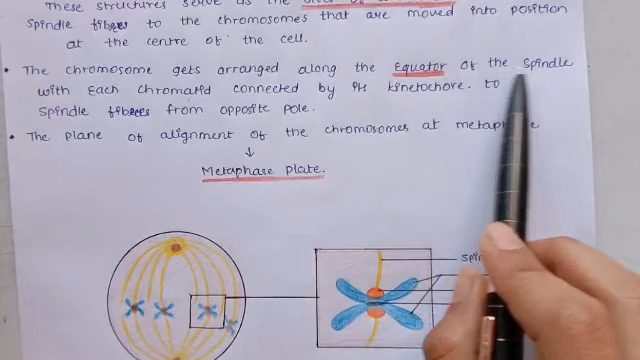 These structures serve as the
spindle fibres to the chromosomes that are moved into position
at the centre of the cell.
• The chromosome gets arranged along the Equator of the Spindle
with Each chromatid connected by it kinetochore. to
spindle fibres from opposite pole.
• The plane of alignment of the chromosomes at metap
↓
Metaphase plate.
spin